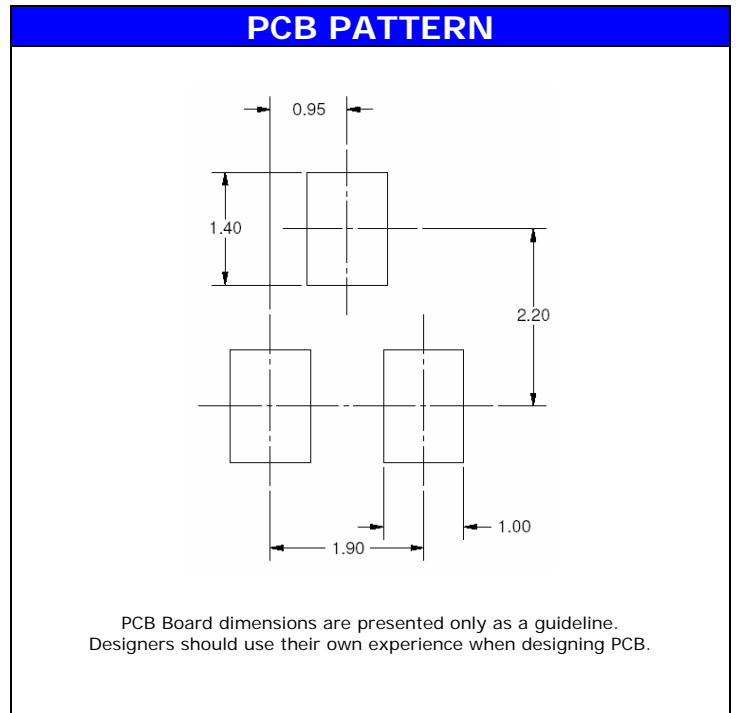 PCB PATTERN
0.95
1.40
2.20
1.00
1.90
PCB Board dimensions are presented only as a guideline.
Designers should use their own experience when designing PCB.